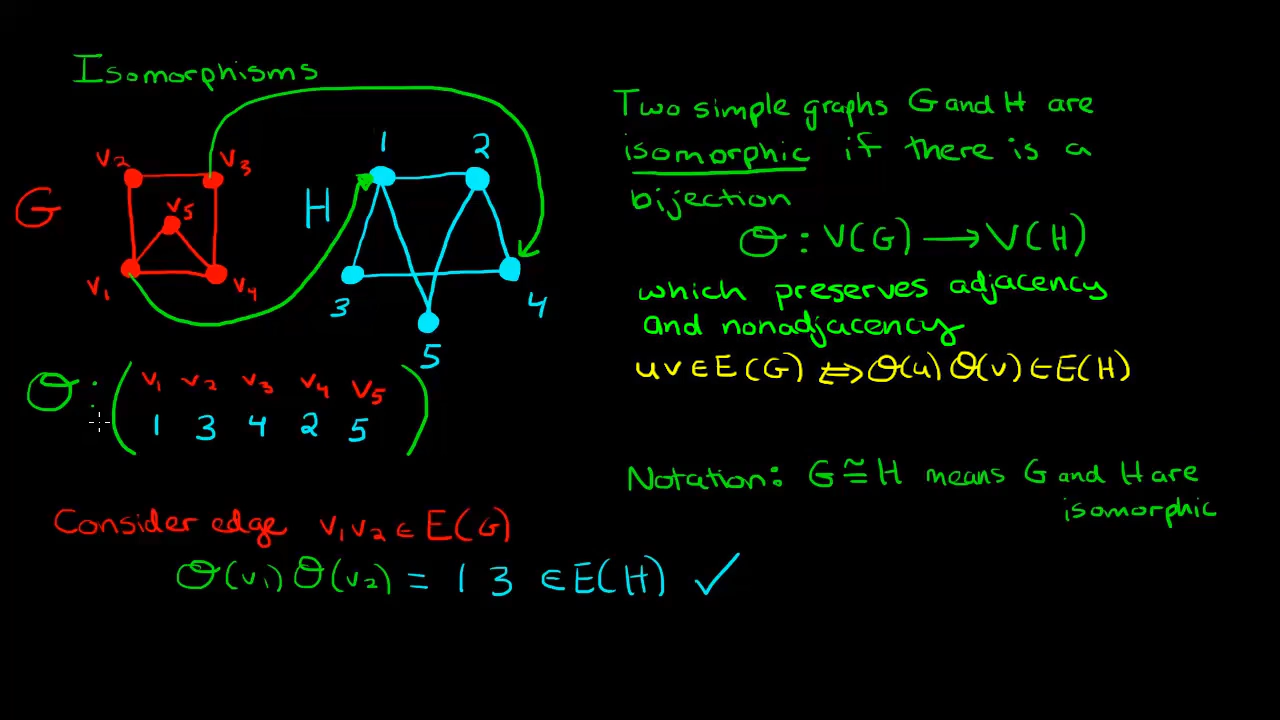 Isomorphisms
G
v2 v3
v5
v1 v4
H
1 2
3 4
5
Θ: ( v1 v2 v3 v4 v5
1 3 4 2 5 )
Consider edge v1v2 ∈ E(G)
Θ(v1) Θ(v2) = 1 3 ∈ E(H) ✓
Two simple graphs G and H are
isomorphic if there is a
bijection
Θ: V(G) → V(H)
which preserves adjacency
and nonadjacency
uv ∈ E(G) ⇔ Θ(u) Θ(v) ∈ E(H)
Notation: G ≅ H means G and H are
isomorphic